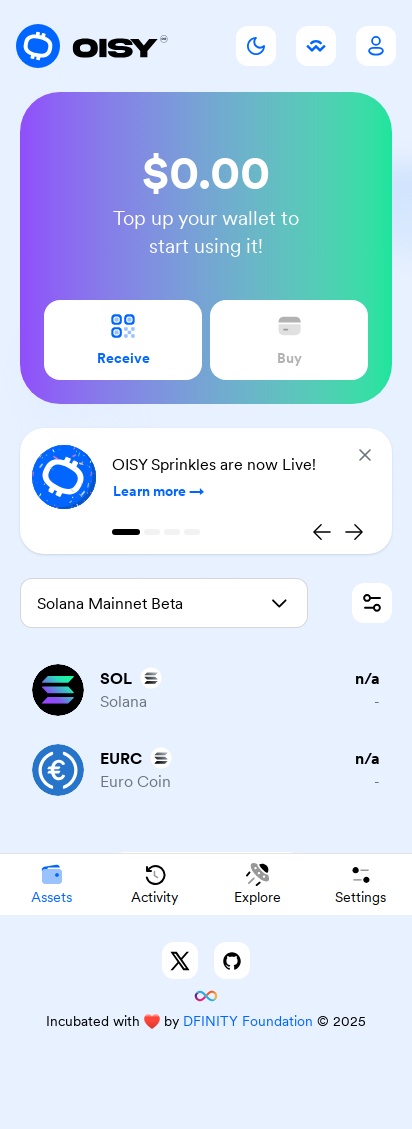 OISY
$0.00
Top up your wallet to
start using it!
Receive
Buy
OISY Sprinkles are now Live!
Learn more
Solana Mainnet Beta
SOL
n/a
Solana
-
EURC
n/a
Euro Coin
-
Assets
Activity
Explore
Settings
Incubated with ❤️ by DFINITY Foundation © 2025